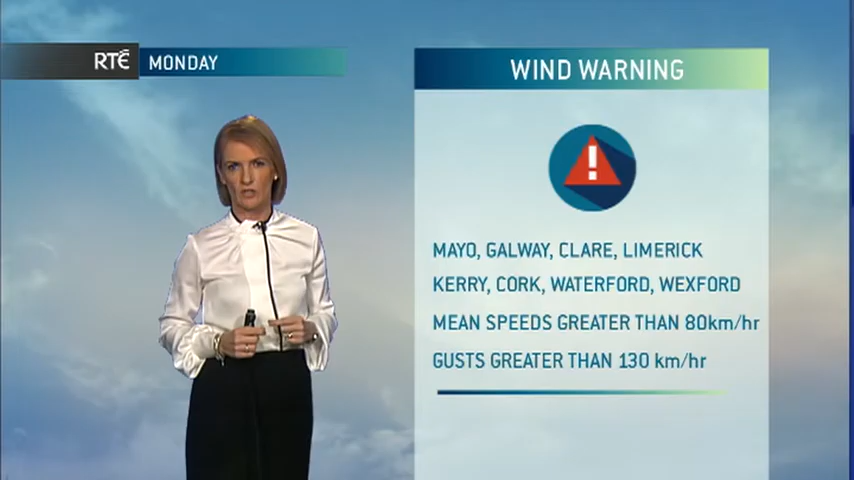 RTÉ MONDAY
WIND WARNING
MAYO, GALWAY, CLARE, LIMERICK
KERRY, CORK, WATERFORD, WEXFORD
MEAN SPEEDS GREATER THAN 80km/hr
GUSTS GREATER THAN 130 km/hr